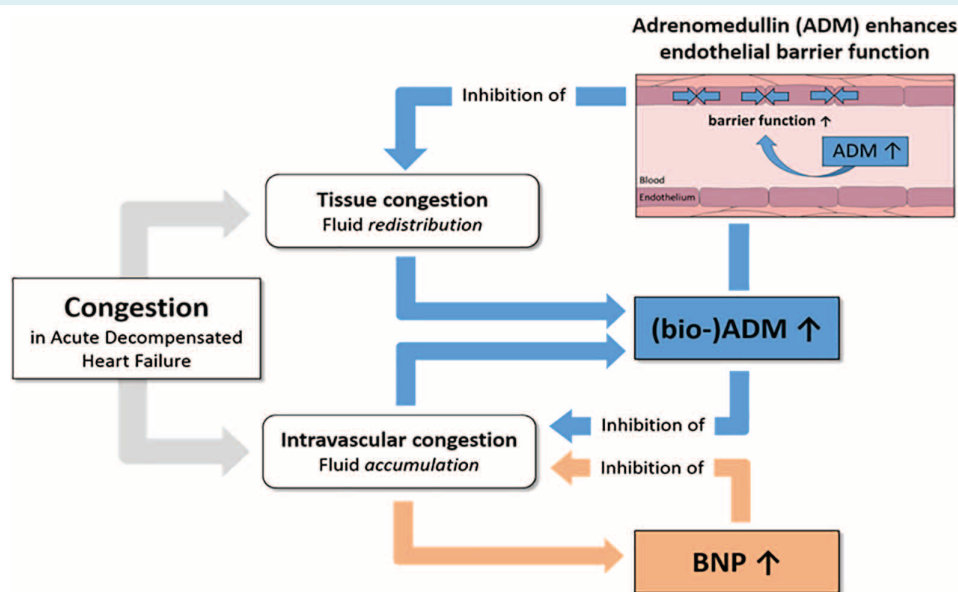 Adrenomedullin (ADM) enhances
endothelial barrier function
Inhibition of
barrier function ↑
ADM ↑
Blood
Endothelium
Tissue congestion
Fluid redistribution
Congestion
in Acute Decompensated
Heart Failure
(bio-)ADM ↑
Intravascular congestion
Fluid accumulation
Inhibition of
Inhibition of
BNP ↑